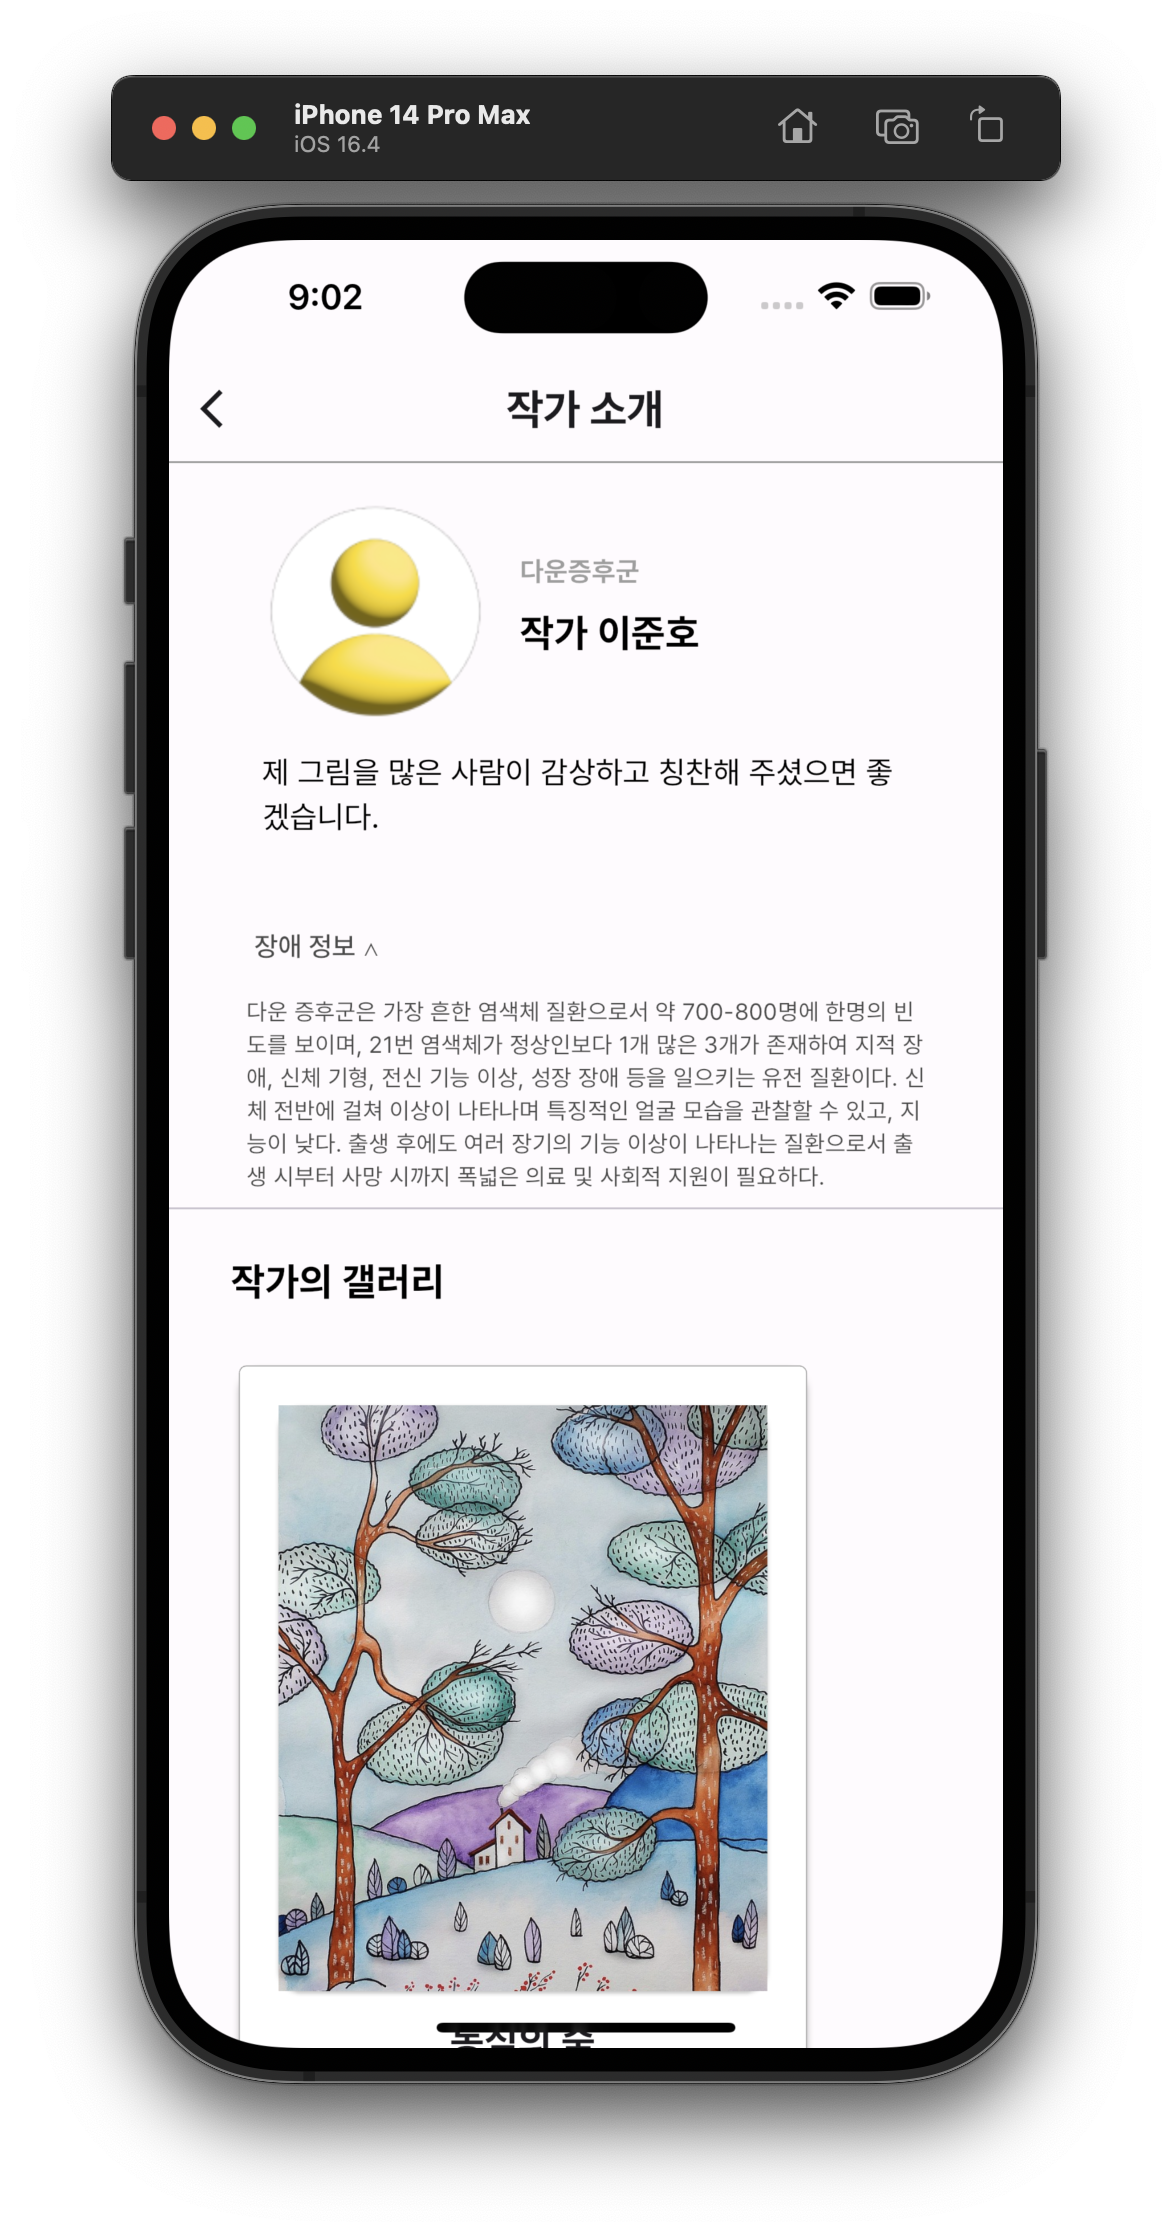 iPhone 14 Pro Max
iOS 16.4
9:02
작가 소개
다운증후군
작가 이준호
제 그림을 많은 사람이 감상하고 칭찬해 주셨으면 좋
겠습니다.
장애 정보 ∧
다운 증후군은 가장 흔한 염색체 질환으로서 약 700-800명에 한명의 빈
도를 보이며, 21번 염색체가 정상인보다 1개 많은 3개가 존재하여 지적 장
애, 신체 기형, 전신 기능 이상, 성장 장애 등을 일으키는 유전 질환이다. 신
체 전반에 걸쳐 이상이 나타나며 특징적인 얼굴 모습을 관찰할 수 있고, 지
능이 낮다. 출생 후에도 여러 장기의 기능 이상이 나타나는 질환으로서 출
생 시부터 사망 시까지 폭넓은 의료 및 사회적 지원이 필요하다.
작가의 갤러리